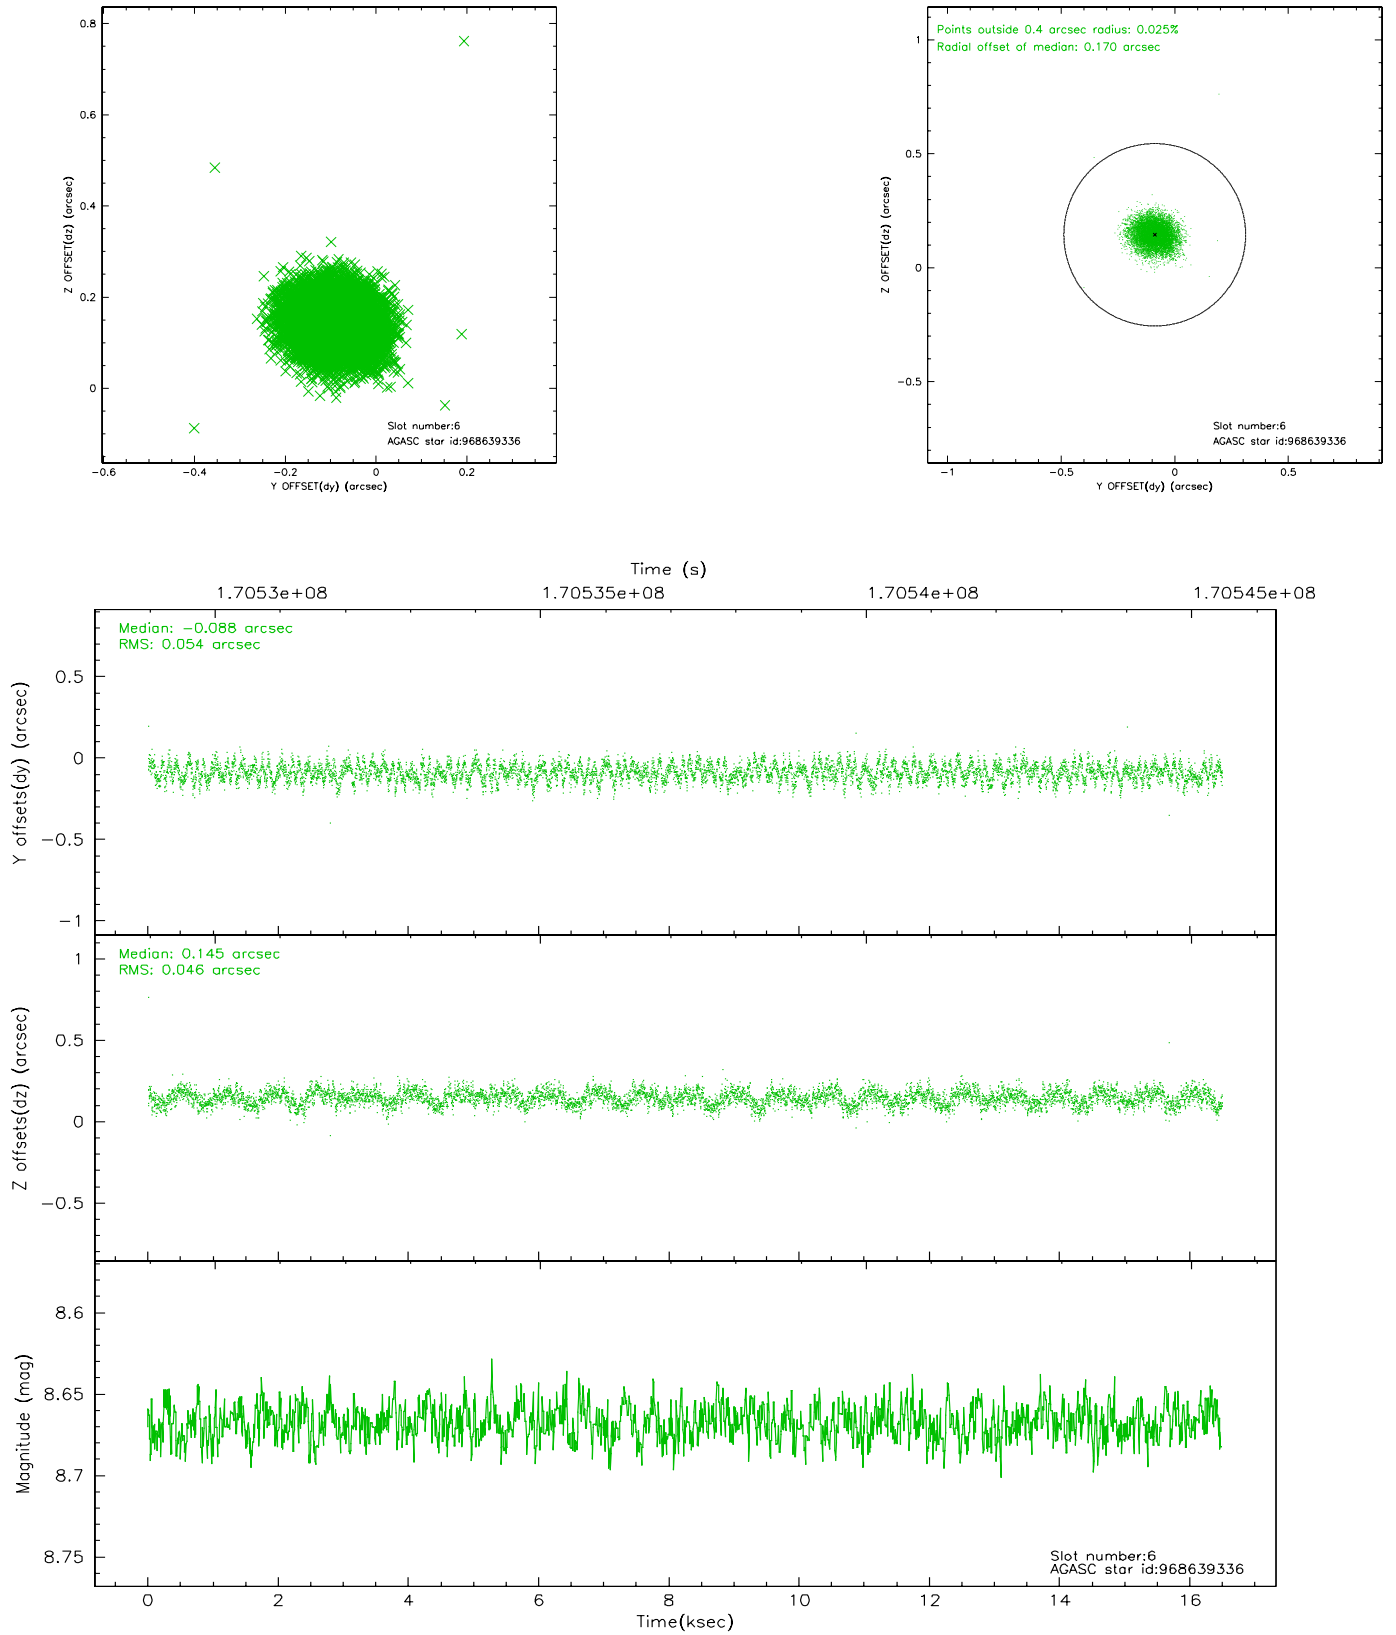 0.8
0.6
0.4
0.2
0
Z OFFSET(dz) (arcsec)
Slot number:6
AGASC star id:968639336
−0.6 −0.4 −0.2 0 0.2
Y OFFSET(dy) (arcsec)
Points outside 0.4 arcsec radius: 0.025%
Radial offset of median: 0.170 arcsec
1
0.5
0
−0.5
Z OFFSET(dz) (arcsec)
Slot number:6
AGASC star id:968639336
−1 −0.5 0 0.5
Y OFFSET(dy) (arcsec)
Time (s)
1.7053e+08 1.70535e+08 1.7054e+08 1.70545e+08
Median: −0.088 arcsec
RMS: 0.054 arcsec
0.5
0
−0.5
−1
Y offsets(dy) (arcsec)
Median: 0.145 arcsec
RMS: 0.046 arcsec
1
0.5
0
−0.5
Z offsets(dz) (arcsec)
8.6
8.65
8.7
8.75
Magnitude (mag)
Slot number:6
AGASC star id:968639336
0 2 4 6 8 10 12 14 16
Time(ksec)